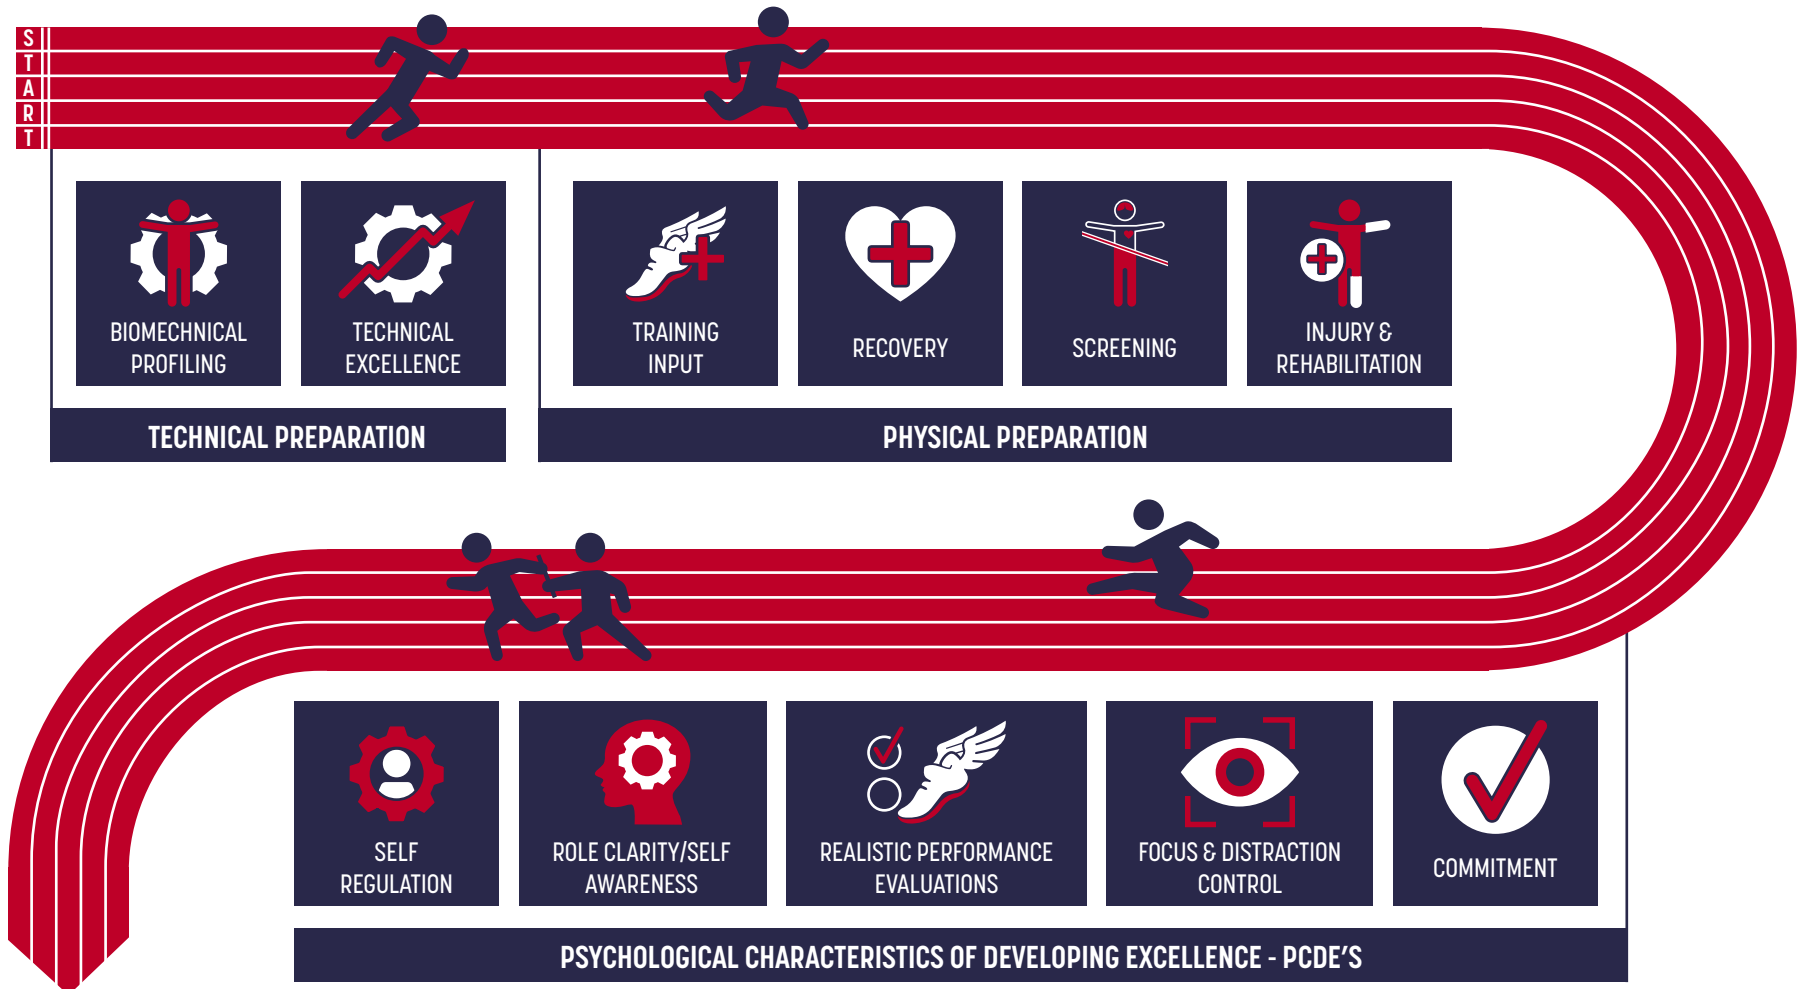 START
BIOMECHNICAL
PROFILING
TECHNICAL
EXCELLENCE
TRAINING
INPUT
RECOVERY
SCREENING
INJURY &
REHABILITATION
TECHNICAL PREPARATION
PHYSICAL PREPARATION
SELF
REGULATION
ROLE CLARITY/SELF
AWARENESS
REALISTIC PERFORMANCE
EVALUATIONS
FOCUS & DISTRACTION
CONTROL
COMMITMENT
PSYCHOLOGICAL CHARACTERISTICS OF DEVELOPING EXCELLENCE - PCDE'S